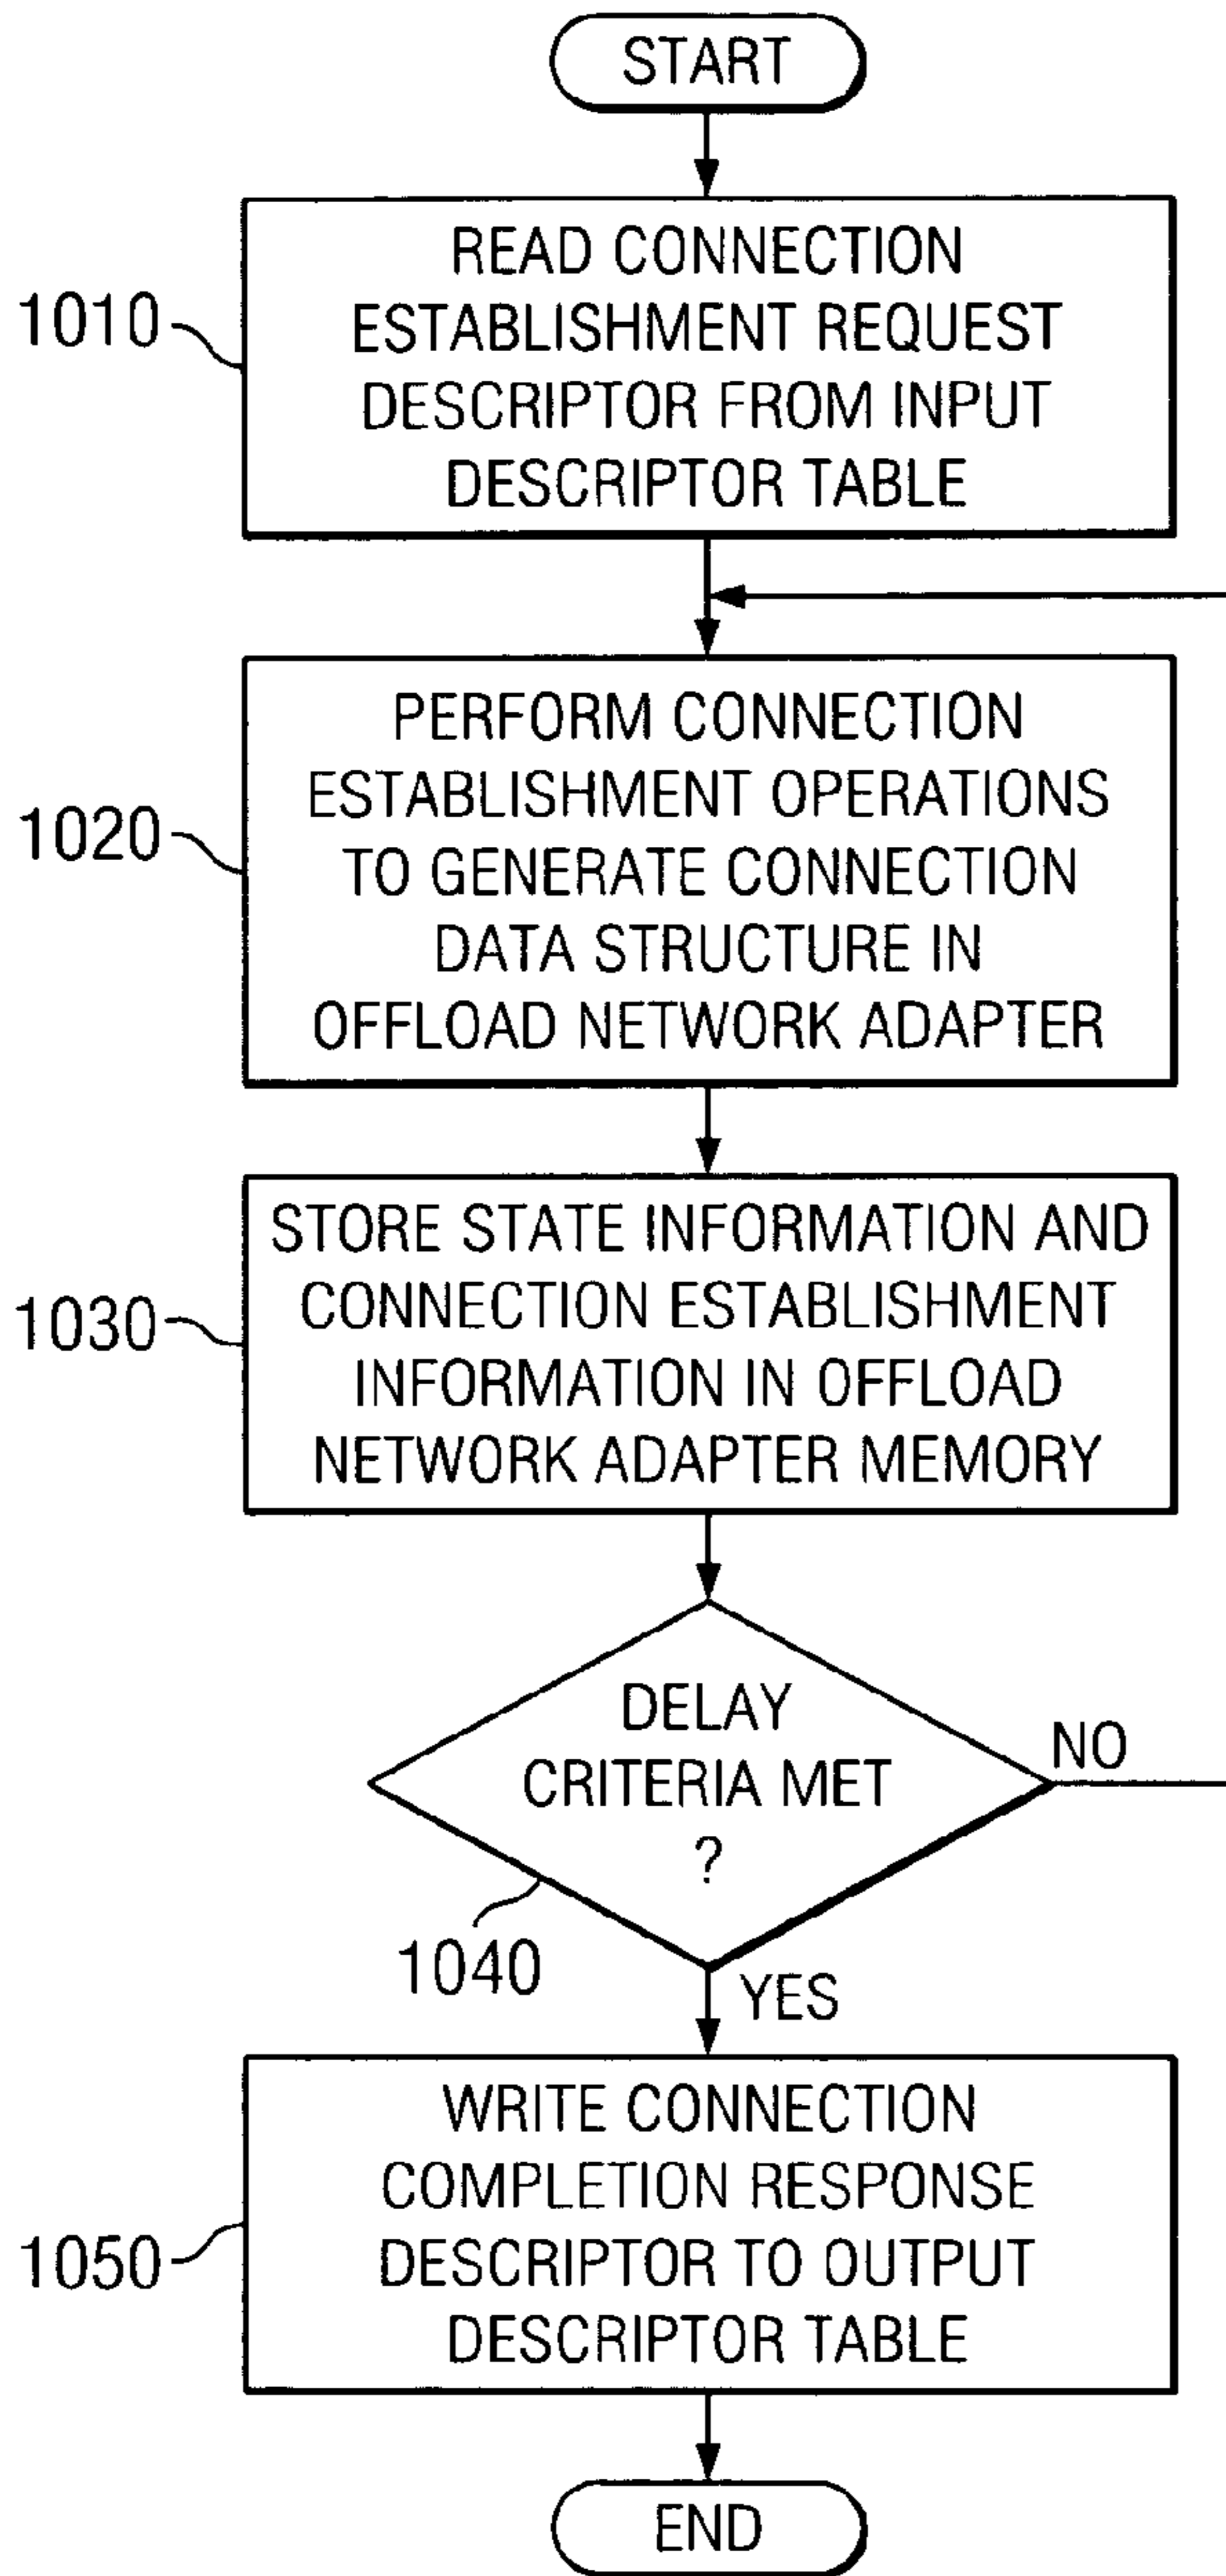 START
1010
READ CONNECTION
ESTABLISHMENT REQUEST
DESCRIPTOR FROM INPUT
DESCRIPTOR TABLE
1020
PERFORM CONNECTION
ESTABLISHMENT OPERATIONS
TO GENERATE CONNECTION
DATA STRUCTURE IN
OFFLOAD NETWORK ADAPTER
1030
STORE STATE INFORMATION AND
CONNECTION ESTABLISHMENT
INFORMATION IN OFFLOAD
NETWORK ADAPTER MEMORY
DELAY
CRITERIA MET
?
NO
1040
YES
1050
WRITE CONNECTION
COMPLETION RESPONSE
DESCRIPTOR TO OUTPUT
DESCRIPTOR TABLE
END